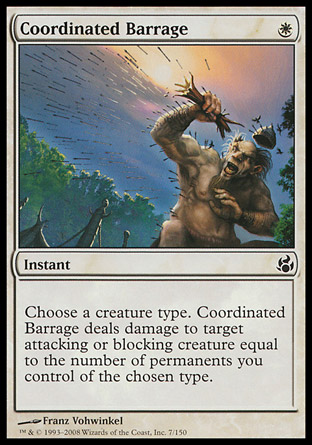 Coordinated Barrage
Instant
Choose a creature type. Coordinated
Barrage deals damage to target
attacking or blocking creature equal
to the number of permanents you
control of the chosen type.
Franz Vohwinkel
™ & © 1993–2008 Wizards of the Coast, Inc. 7/150